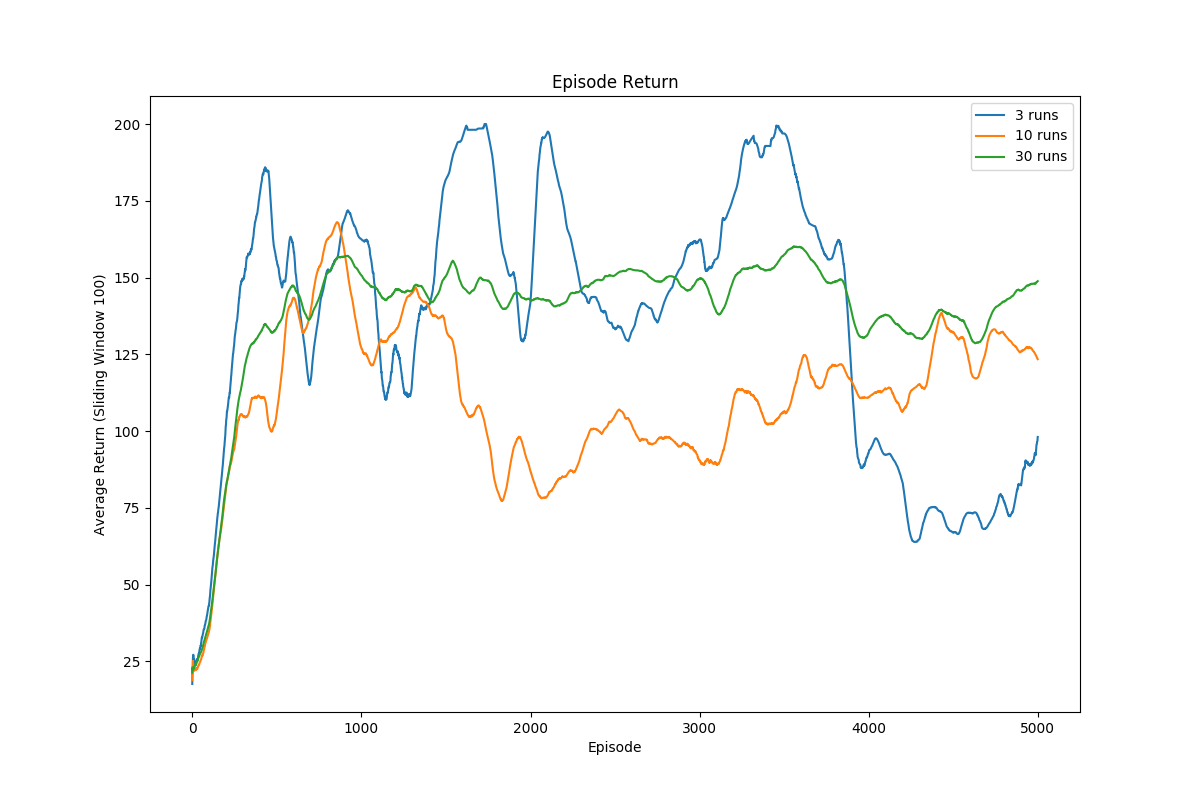 Episode Return
3 runs
10 runs
30 runs
Average Return (Sliding Window 100)
200
175
150
125
100
75
50
25
0 1000 2000 3000 4000 5000
Episode